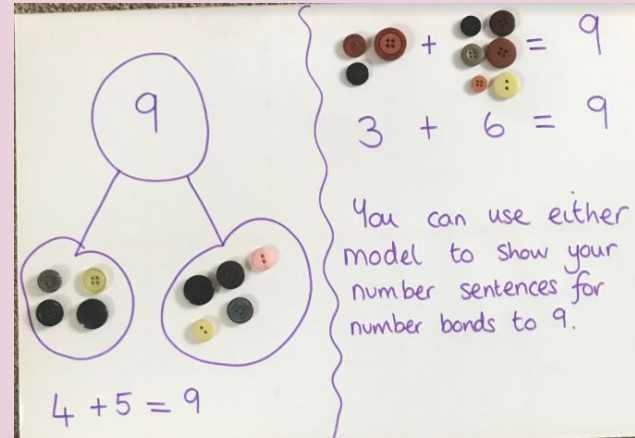 9
4 + 5 = 9
+ = 9
3 + 6 = 9
You can use either
model to show your
number sentences for
number bonds to 9.